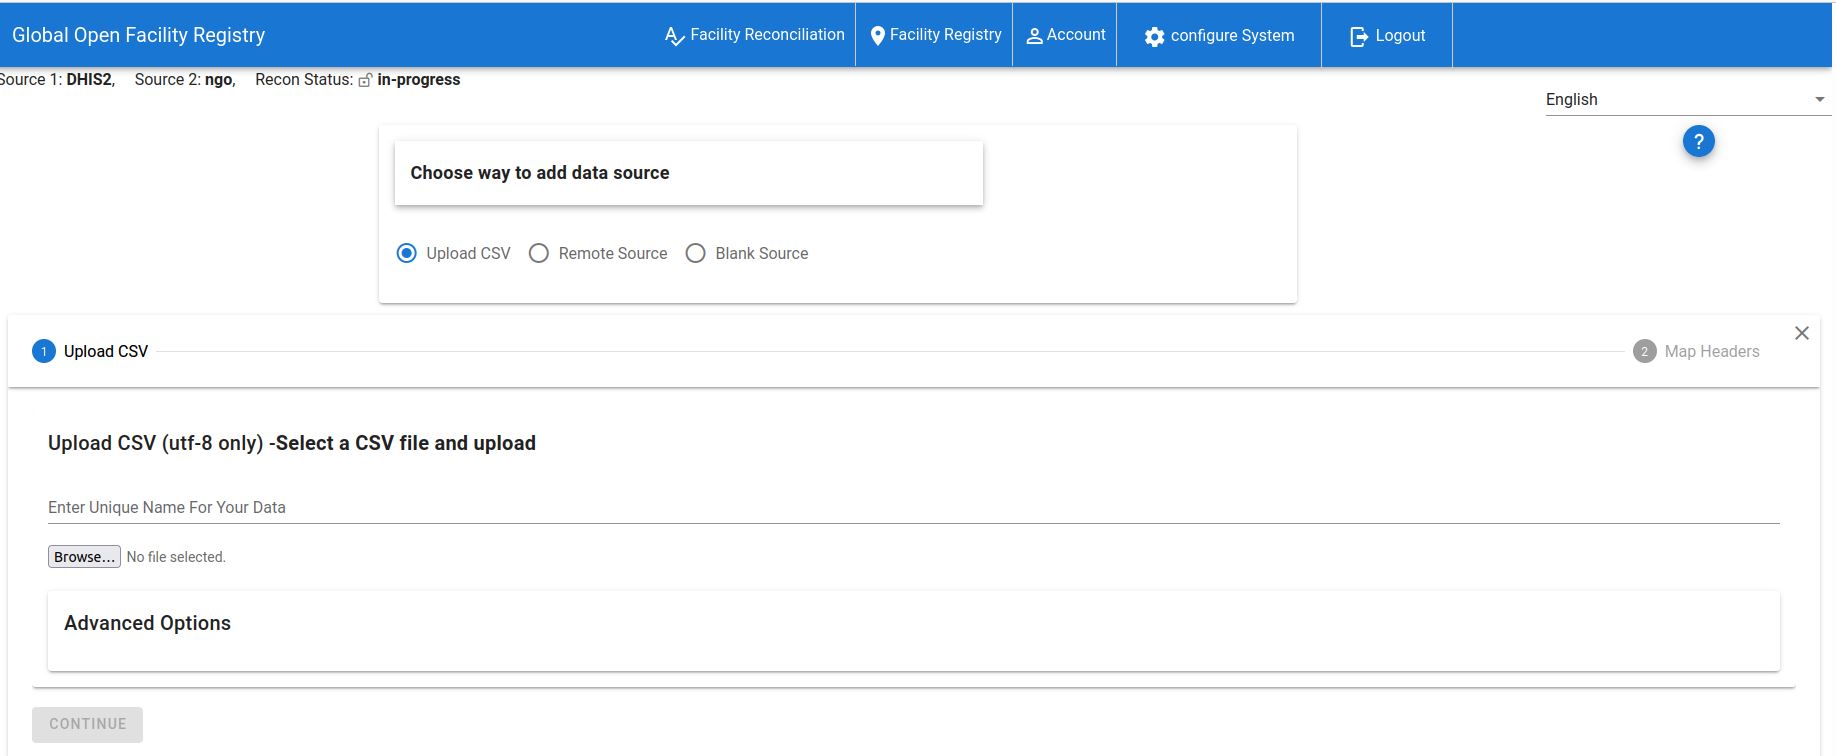 Global Open Facility Registry
Facility Reconciliation
Facility Registry
Account
configure System
Logout
Source 1: DHIS2, Source 2: ngo, Recon Status: in-progress
English
?
Choose way to add data source
Upload CSV
Remote Source
Blank Source
1 Upload CSV
2 Map Headers
Upload CSV (utf-8 only) -Select a CSV file and upload
Enter Unique Name For Your Data
Browse... No file selected.
Advanced Options
CONTINUE